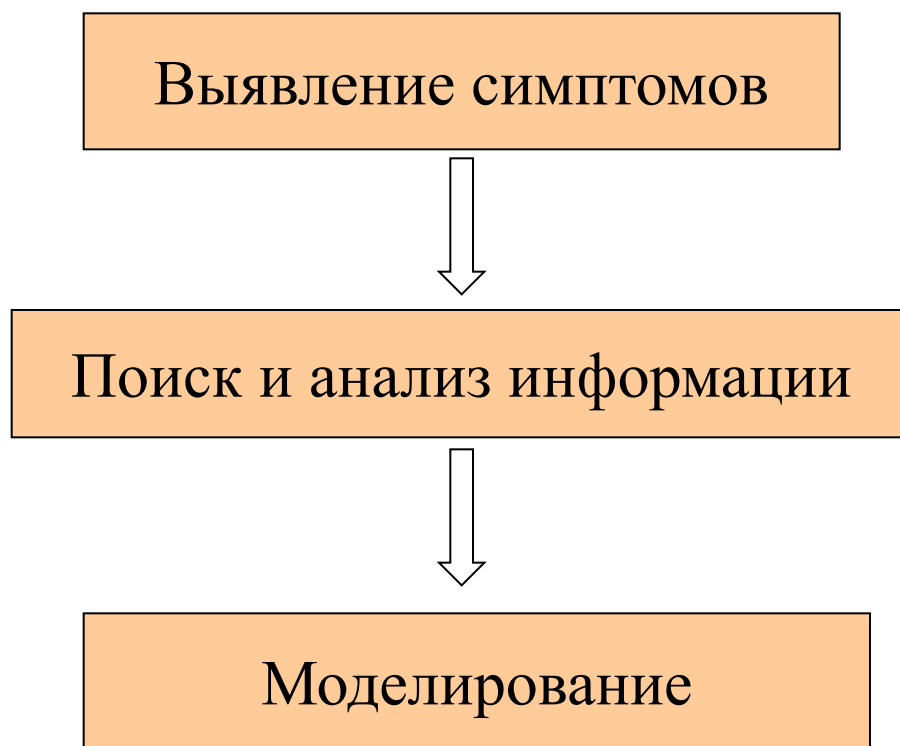 Выявление симптомов
Поиск и анализ информации
Моделирование